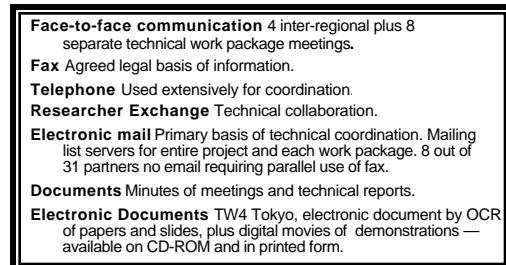 Face-to-face communication 4 inter-regional plus 8
separate technical work package meetings.
Fax Agreed legal basis of information.
Telephone Used extensively for coordination.
Researcher Exchange Technical collaboration.
Electronic mail Primary basis of technical coordination. Mailing
list servers for entire project and each work package. 8 out of
31 partners no email requiring parallel use of fax.
Documents Minutes of meetings and technical reports.
Electronic Documents TW4 Tokyo, electronic document by OCR
of papers and slides, plus digital movies of demonstrations —
available on CD-ROM and in printed form.